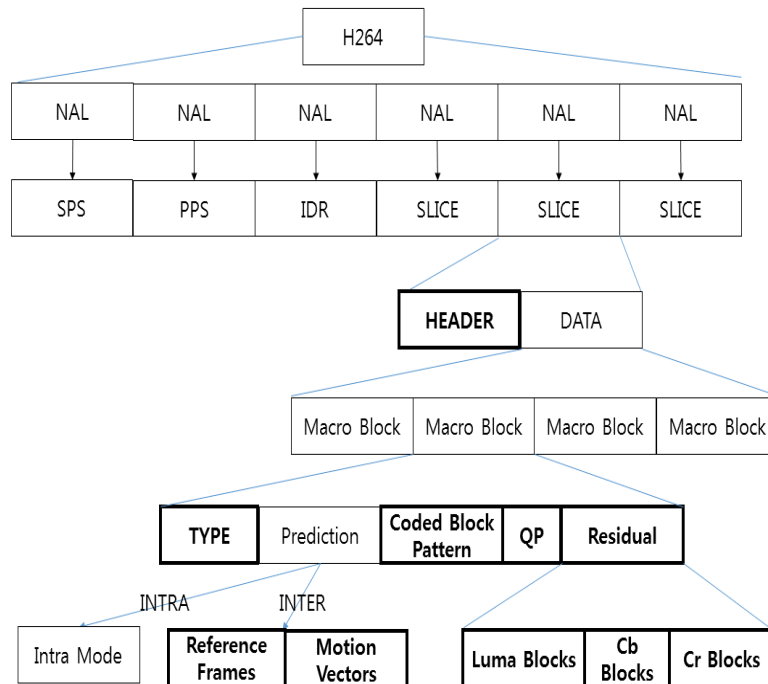 H264
NAL NAL NAL NAL NAL NAL
SPS PPS IDR SLICE SLICE SLICE
HEADER DATA
Macro Block Macro Block Macro Block Macro Block
TYPE Prediction Coded Block Pattern QP Residual
INTRA INTER
Intra Mode Reference Frames Motion Vectors Luma Blocks Cb Blocks Cr Blocks